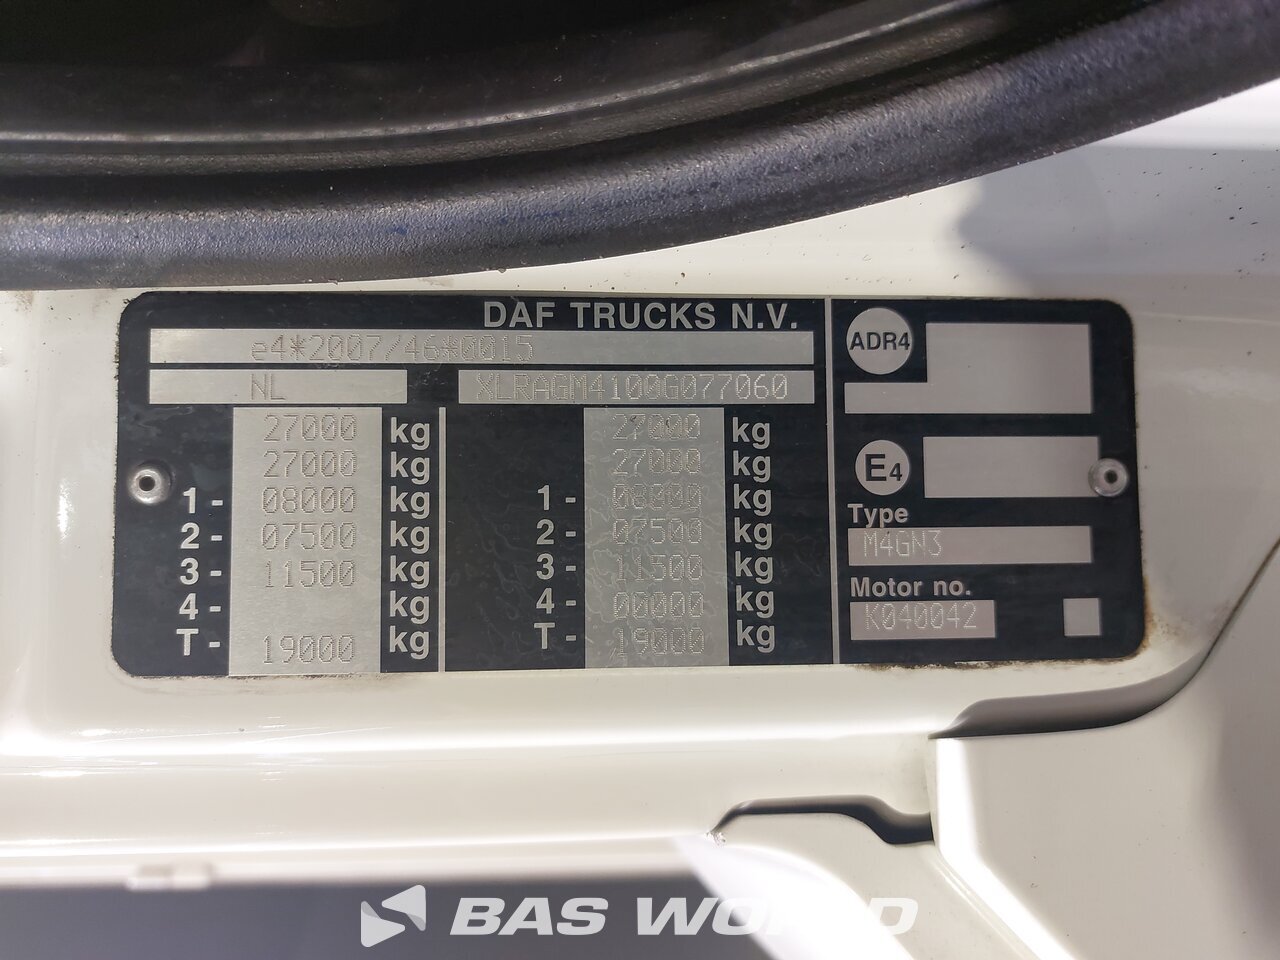 DAF TRUCKS N.V.
e4*2007/46*0015
NL XLRAGM4100G077060
27000 kg 27000 kg
27000 kg 27000 kg
1- 08000 kg 1- 08000 kg
2- 07500 kg 2- 07500 kg
3- 11500 kg 3- 11500 kg
4- kg 4- 00000 kg
T- 19000 kg T- 19000 kg
ADR4
E4
Type
M4GN3
Motor no.
K040042
BAS WORLD